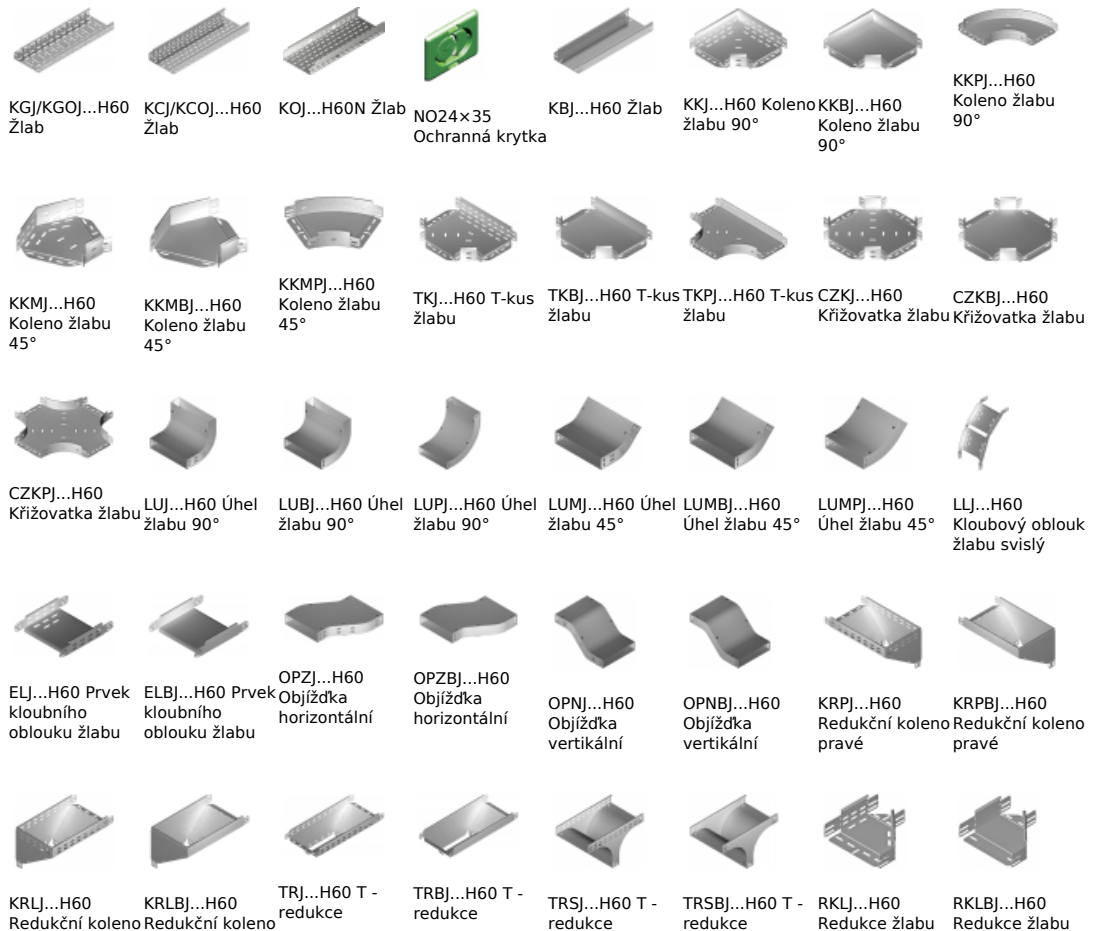 KGJ/KGOJ...H60
Žlab
KCJ/KCOJ...H60
Žlab
KOJ...H60N Žlab
NO24×35
Ochranná krytka
KBJ...H60 Žlab
KKJ...H60 Koleno
žlabu 90°
KKBJ...H60
Koleno žlabu
90°
KKPJ...H60
Koleno žlabu
90°
KKMJ...H60
Koleno žlabu
45°
KKMBJ...H60
Koleno žlabu
45°
KKMPJ...H60
Koleno žlabu
45°
TKJ...H60 T-kus
žlabu
TKBJ...H60 T-kus
žlabu
TKPJ...H60 T-kus
žlabu
CZKJ...H60
Křižovatka žlabu
CZKBJ...H60
Křižovatka žlabu
CZKPJ...H60
Křižovatka žlabu
LUJ...H60 Úhel
žlabu 90°
LUBJ...H60 Úhel
žlabu 90°
LUPJ...H60 Úhel
žlabu 90°
LUMJ...H60 Úhel
žlabu 45°
LUMBJ...H60
Úhel žlabu 45°
LUMPJ...H60
Úhel žlabu 45°
LLJ...H60
Kloubový oblouk
žlabu svislý
ELJ...H60 Prvek
kloubního
oblouku žlabu
ELBJ...H60 Prvek
kloubního
oblouku žlabu
OPZJ...H60
Objížďka
horizontální
OPZBJ...H60
Objížďka
horizontální
OPNJ...H60
Objížďka
vertikální
OPNBJ...H60
Objížďka
vertikální
KRPJ...H60
Redukční koleno
pravé
KRPBJ...H60
Redukční koleno
pravé
KRLJ...H60
Redukční koleno
KRLBJ...H60
Redukční koleno
TRJ...H60 T -
redukce
TRBJ...H60 T -
redukce
TRSJ...H60 T -
redukce
TRSBJ...H60 T -
redukce
RKLJ...H60
Redukce žlabu
RKLBJ...H60
Redukce žlabu